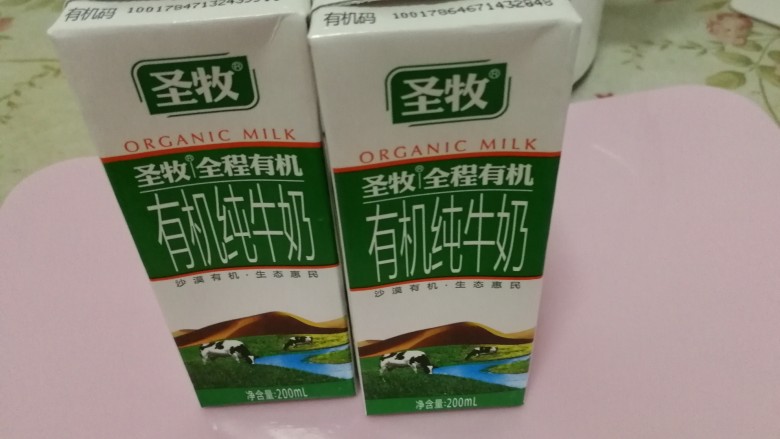 有机码
圣牧®
ORGANIC MILK
圣牧®全程有机
有机纯牛奶
沙漠有机·生态惠民
净含量:200mL
有机码 10017864671432848
圣牧®
ORGANIC MILK
圣牧®全程有机
有机纯牛奶
沙漠有机·生态惠民
净含量:200mL